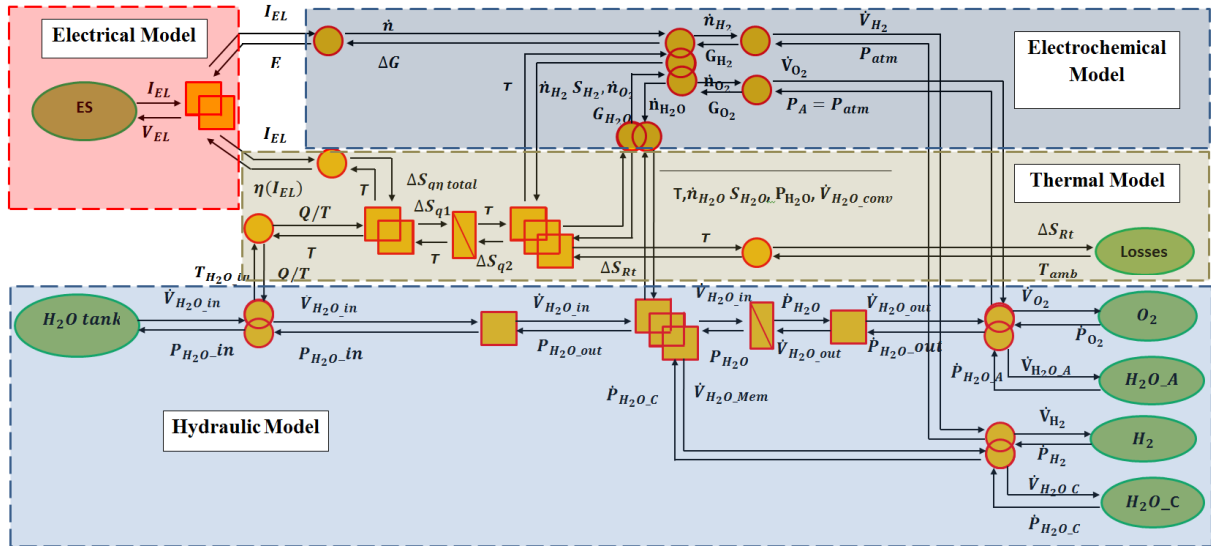 Electrical Model
I_EL
E
ES
I_EL
V_EL
I_EL
η(I_EL)
ṅ
ΔG
T
ṅ_H₂ S_H₂, ṅ_O₂
G_H₂O
ṅ_H₂O
ṅ_H₂
G_H₂
ṅ_O₂
G_O₂
V̇_H₂
P_atm
V̇_O₂
P_A = P_atm
Electrochemical
Model
Thermal Model
T
ΔS_qη total
Q/T
T
ΔS_q1
T
T
ΔS_q2
T,ṅ_H₂O S_H₂O, P_H₂O, V̇_H₂O_conv
T
ΔS_Rt
ΔS_Rt
T_amb
Losses
T_H₂O_in
Q/T
H₂O tank
V̇_H₂O_in
P_H₂O_in
V̇_H₂O_in
P_H₂O_in
V̇_H₂O_in
P_H₂O_out
V̇_H₂O_in
P_H₂O
Ṗ_H₂O
V̇_H₂O_out
V̇_H₂O_out
Ṗ_H₂O_out
V̇_O₂
Ṗ_O₂
O₂
Ṗ_H₂O_A
V̇_H₂O_A
H₂O_A
Ṗ_H₂O_C
V̇_H₂O_Mem
V̇_H₂
Ṗ_H₂
H₂
V̇_H₂O_C
Ṗ_H₂O_C
H₂O_C
Hydraulic Model